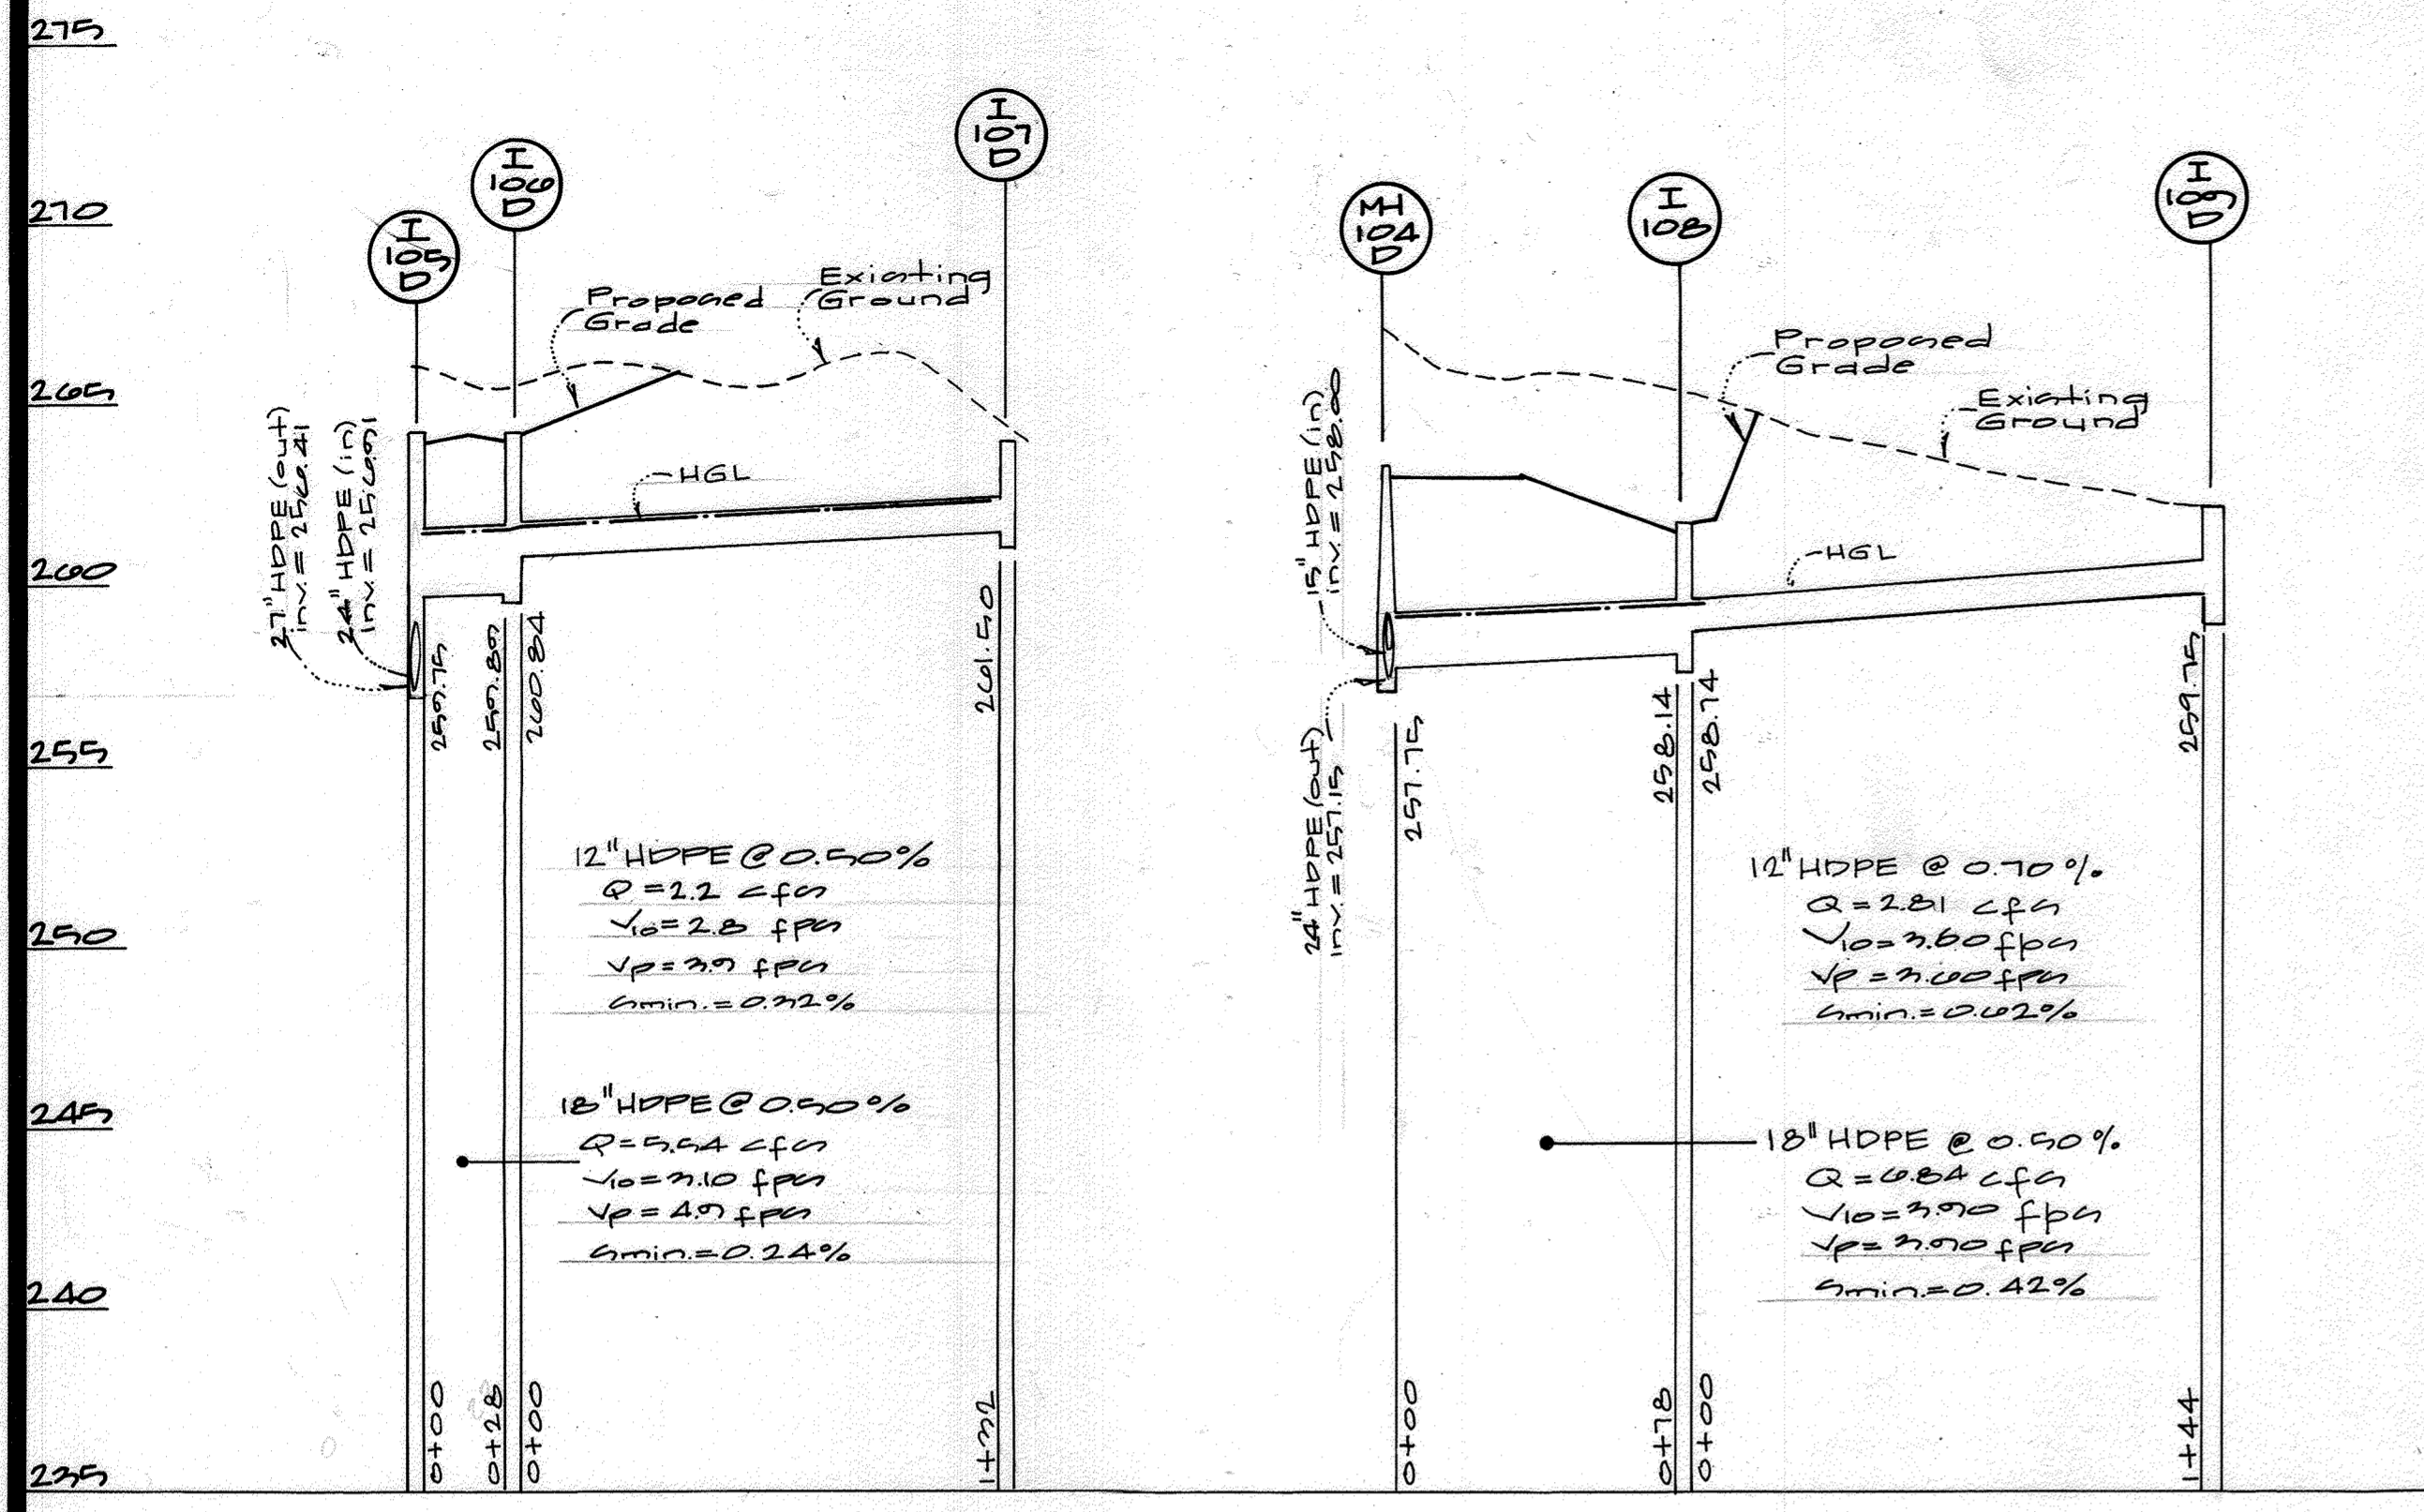 275
270
265
260
255
250
245
240
235
I
105
D
I
106
D
I
107
D
Proposed
Grade
Existing
Ground
HGL
27" HDPE (out)
inv. = 256.41
24" HDPE (in)
inv. = 256.91
259.75
259.89
260.84
261.50
12" HDPE @ 0.50%
Q = 2.2 cfs
V10 = 2.8 fps
Vp = 3.9 fps
Smin. = 0.32%
18" HDPE @ 0.50%
Q = 5.54 cfs
V10 = 3.10 fps
Vp = 4.9 fps
Smin. = 0.24%
0+00
0+28
0+00
1+32
MH
104
D
I
108
I
109
D
Proposed
Grade
Existing
Ground
HGL
15" HDPE (in)
inv. = 258.00
24" HDPE (out)
inv. = 257.15
257.75
258.14
258.74
259.75
12" HDPE @ 0.70%
Q = 2.81 cfs
V10 = 3.60 fps
Vp = 3.60 fps
Smin. = 0.62%
18" HDPE @ 0.50%
Q = 6.84 cfs
V10 = 3.90 fps
Vp = 3.90 fps
Smin. = 0.42%
0+00
0+78
0+00
1+44